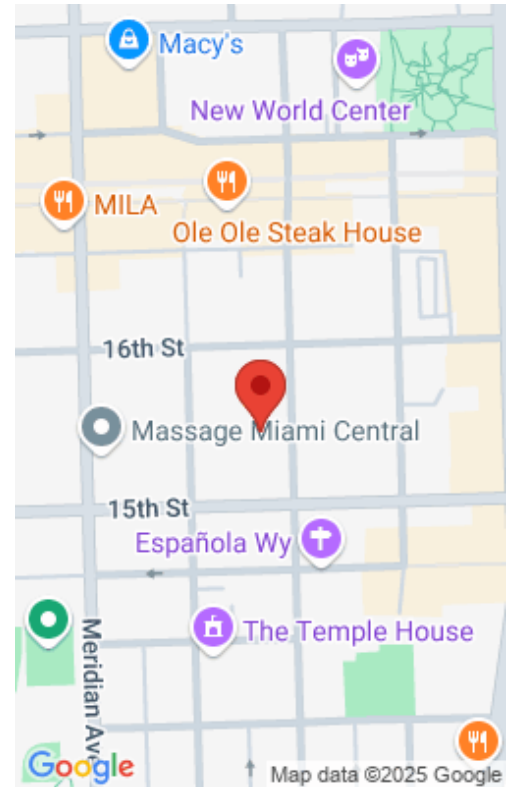 Macy's
New World Center
MILA
Ole Ole Steak House
16th St
Massage Miami Central
15th St
Española Wy
The Temple House
Meridian Ave
Google
Map data ©2025 Google